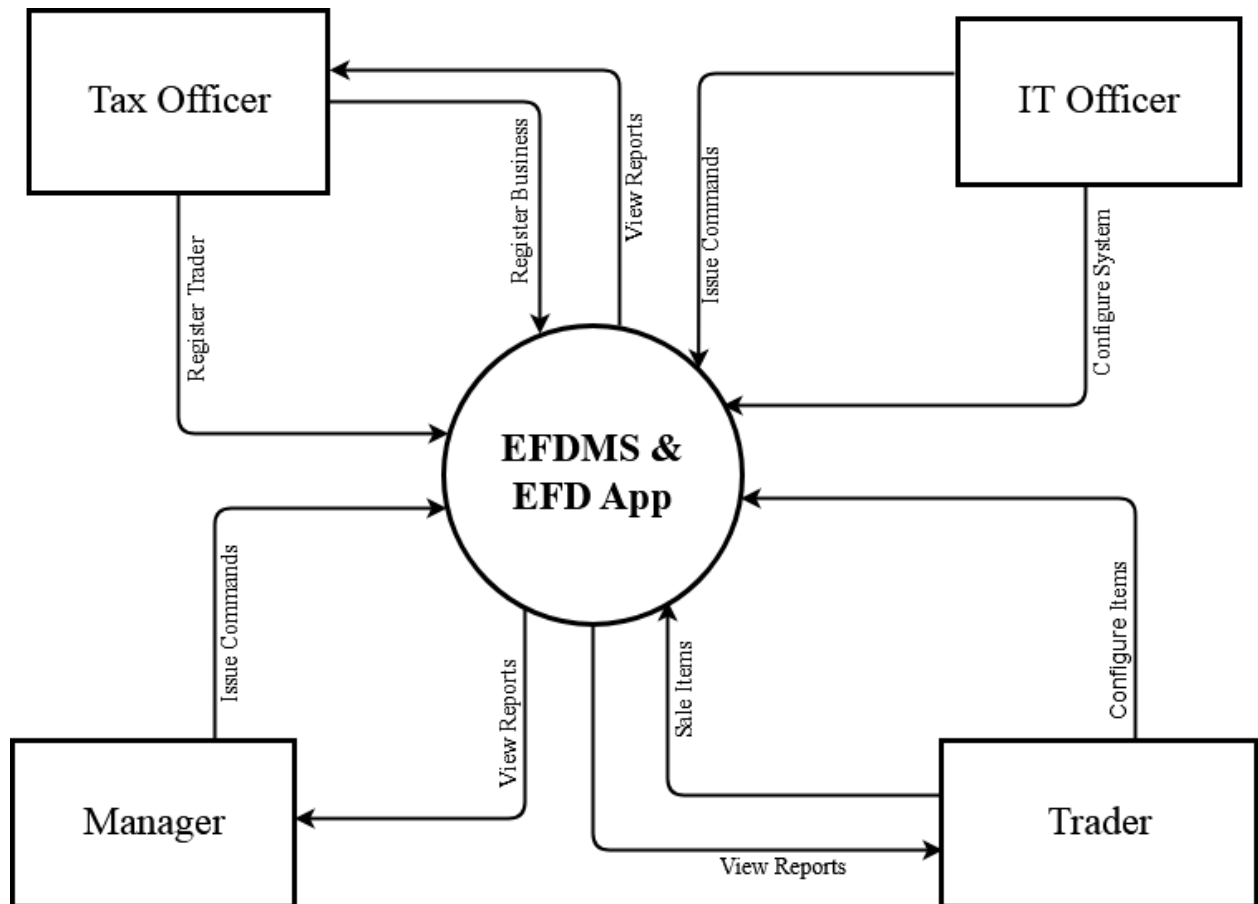 Tax Officer
IT Officer
View Reports
Register Business
Issue Commands
Configure System
Register Trader
EFDMS &
EFD App
Issue Commands
View Reports
Sale Items
Configure Items
Manager
Trader
View Reports